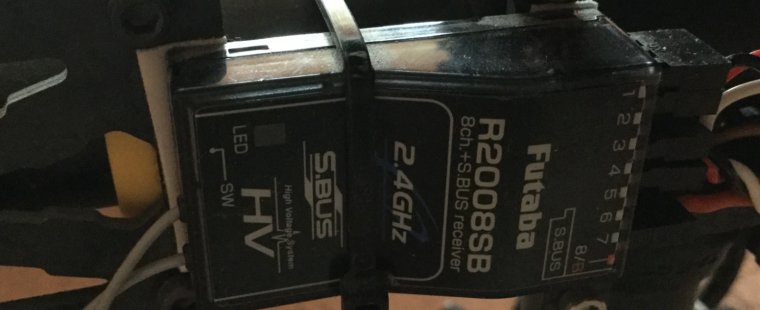 1 2 3 4 5 6 7 8/B
S.BUS
Futaba
R2008SB
8ch.+S.BUS receiver
2.4GHz
S.BUS
High Voltage System
HV
LED
SW